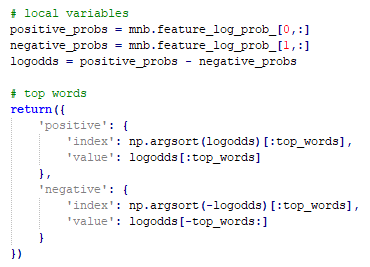 # local variables
positive_probs = mnb.feature_log_prob_[0,:]
negative_probs = mnb.feature_log_prob_[1,:]
logodds = positive_probs - negative_probs

# top words
return({
    'positive': {
        'index': np.argsort(logodds)[:top_words],
        'value': logodds[:top_words]
    },
    'negative': {
        'index': np.argsort(-logodds)[:top_words],
        'value': logodds[-top_words:]
    }
})